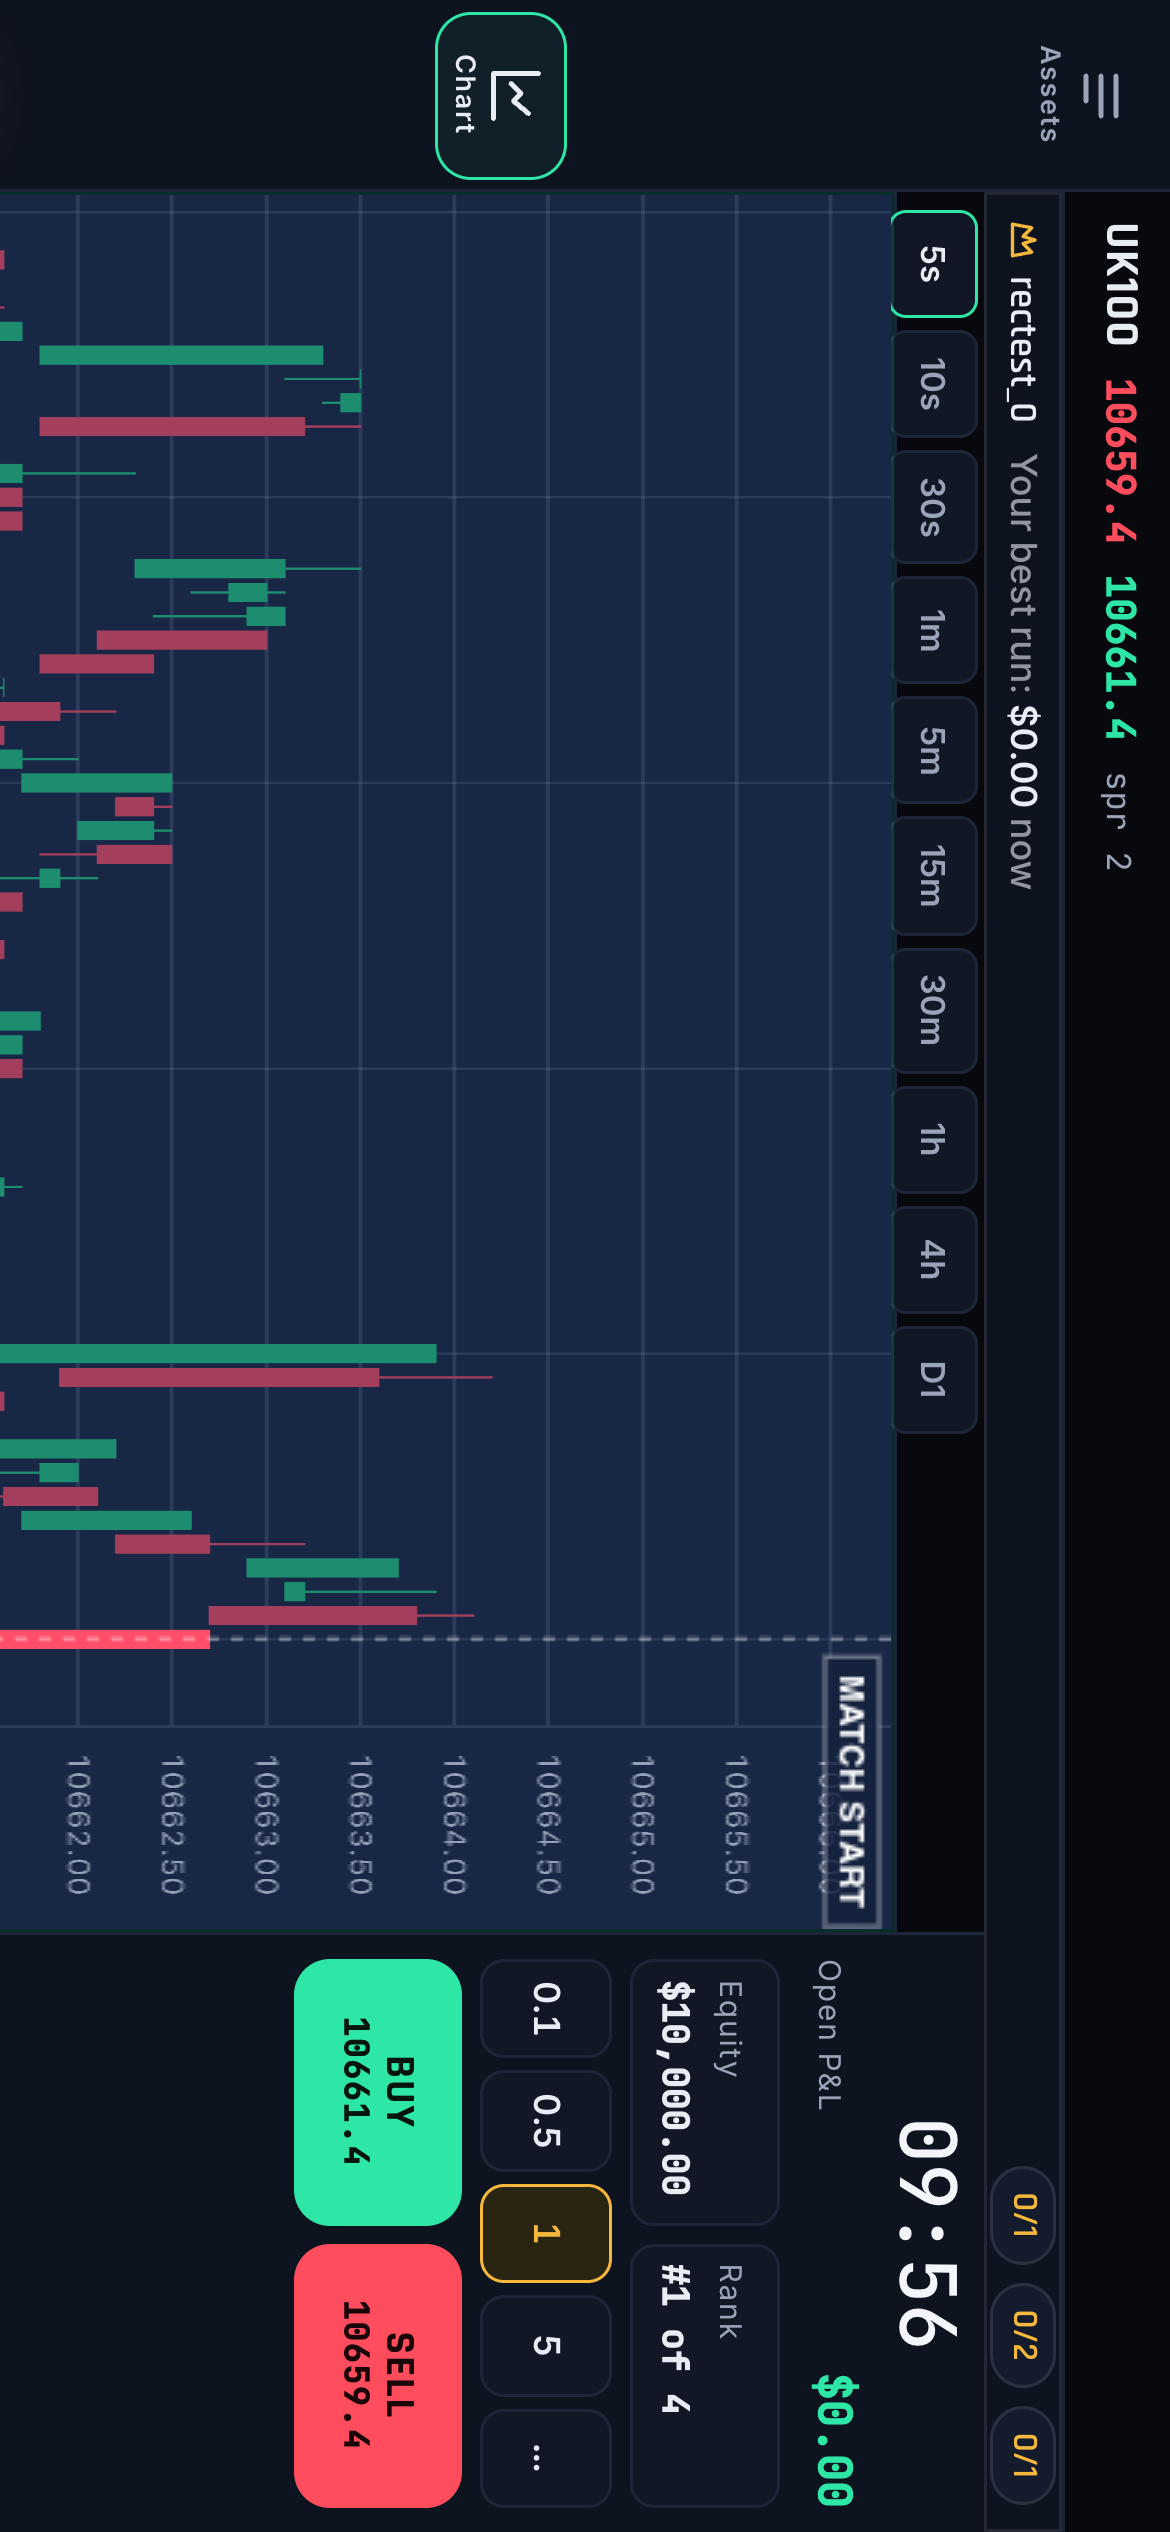 UK100 10659.4 10661.4 spr 2
Assets
rectest_0 Your best run: $0.00 now
0/1 0/2 0/1
5s 10s 30s 1m 5m 15m 30m 1h 4h D1
MATCH START
10665.50
10665.00
10664.50
10664.00
10663.50
10663.00
10662.50
10662.00
Chart
09:56
Open P&L $0.00
Equity
$10,000.00
Rank
#1 of 4
0.1 0.5 1 5 ...
BUY
10661.4
SELL
10659.4